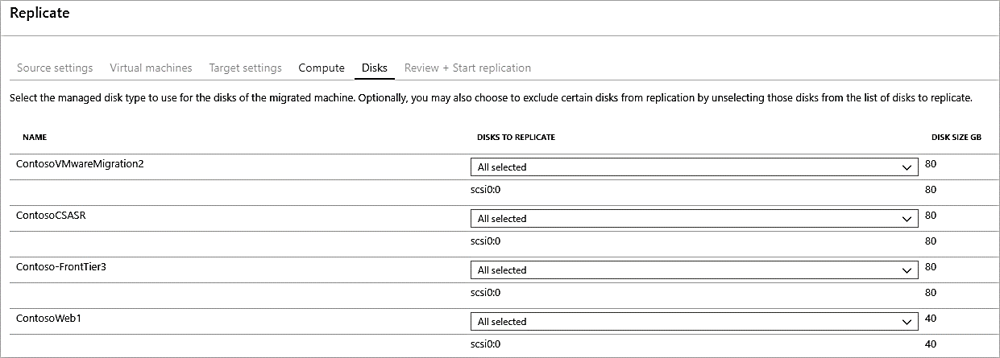 Replicate
Source settings Virtual machines Target settings Compute Disks Review + Start replication
Select the managed disk type to use for the disks of the migrated machine. Optionally, you may also choose to exclude certain disks from replication by unselecting those disks from the list of disks to replicate.
NAME DISKS TO REPLICATE DISK SIZE GB
ContosoVMwareMigration2 All selected 80
scsi0:0 80
ContosoCSASR All selected 80
scsi0:0 80
Contoso-FrontTier3 All selected 80
scsi0:0 80
ContosoWeb1 All selected 40
scsi0:0 40